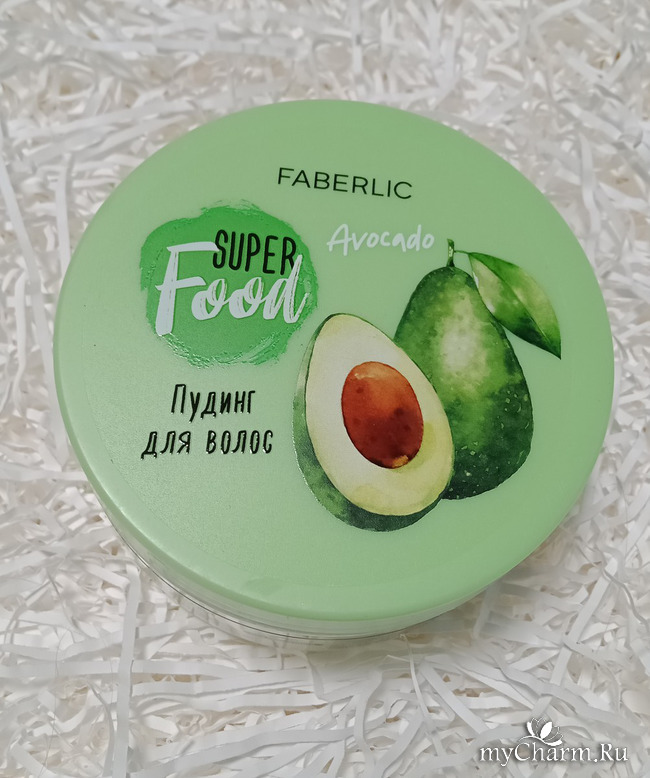 FABERLIC
SUPER
Food
Avocado
Пудинг
для волос
myCharm.Ru